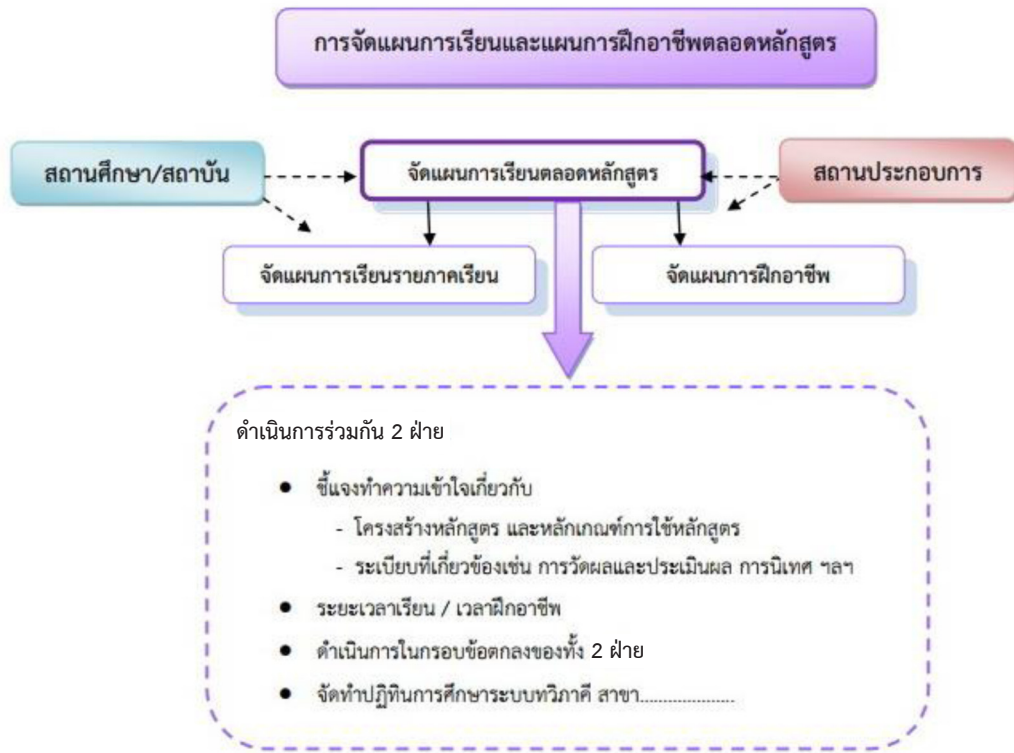 การจัดแผนการเรียนและแผนการฝึกอาชีพตลอดหลักสูตร
สถานศึกษา/สถาบัน
จัดแผนการเรียนตลอดหลักสูตร
สถานประกอบการ
จัดแผนการเรียนรายภาคเรียน
จัดแผนการฝึกอาชีพ
ดำเนินการร่วมกัน 2 ฝ่าย
● ชี้แจงทำความเข้าใจเกี่ยวกับ
- โครงสร้างหลักสูตร และหลักเกณฑ์การใช้หลักสูตร
- ระเบียบที่เกี่ยวข้องเช่น การวัดผลและประเมินผล การนิเทศ ฯลฯ
● ระยะเวลาเรียน / เวลาฝึกอาชีพ
● ดำเนินการในกรอบข้อตกลงของทั้ง 2 ฝ่าย
● จัดทำปฏิทินการศึกษาระบบทวิภาคี สาขา....................